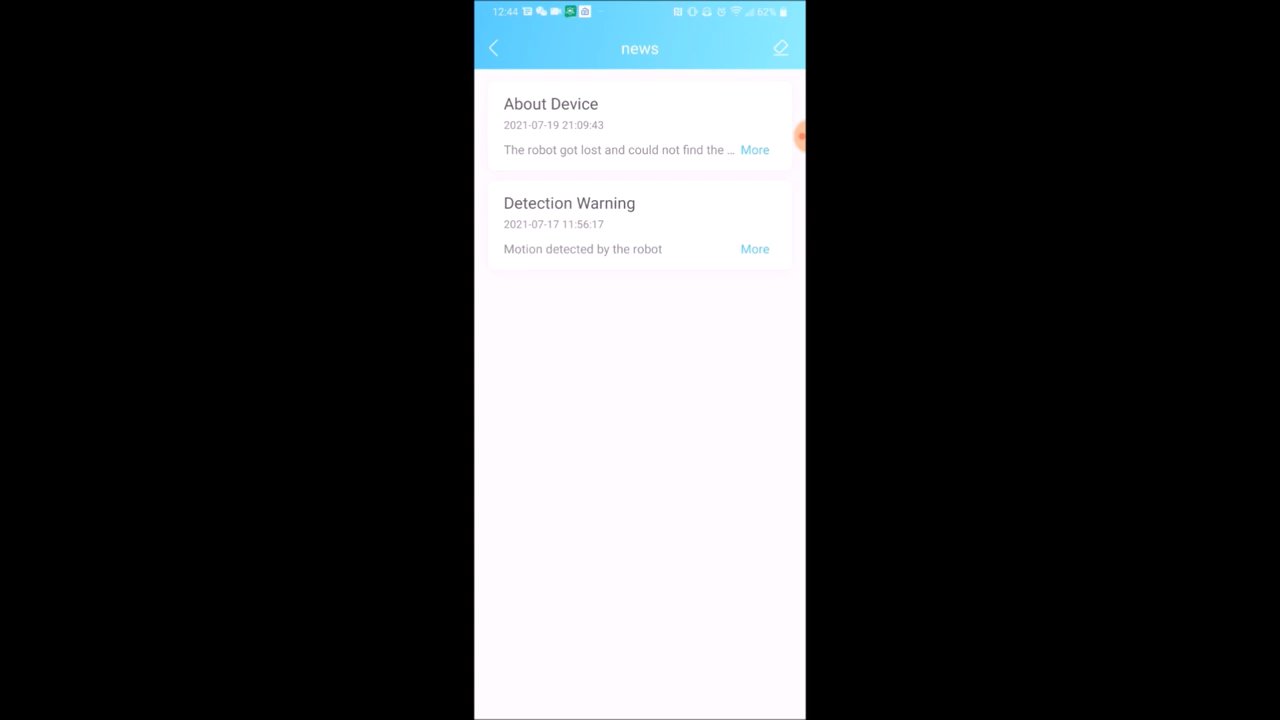 12:44 62%
news
About Device
2021-07-19 21:09:43
The robot got lost and could not find the ... More
Detection Warning
2021-07-17 11:56:17
Motion detected by the robot More